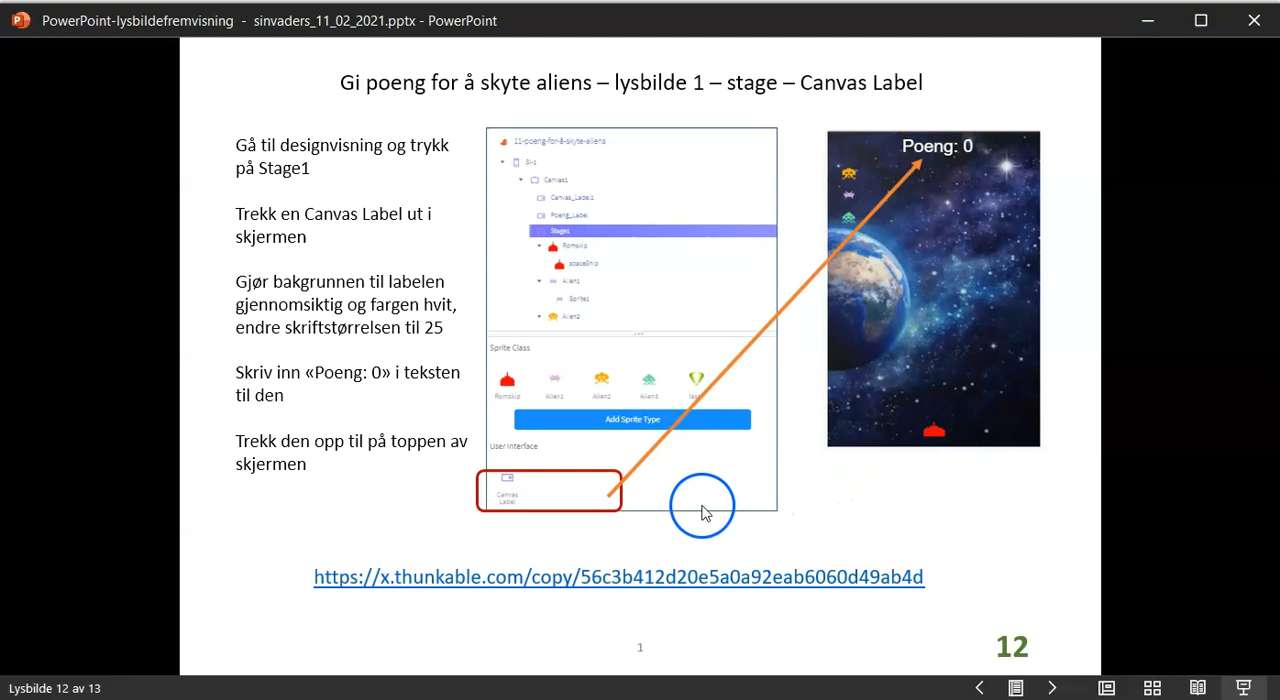 PowerPoint-lysbildefremvisning - sinvaders_11_02_2021.pptx - PowerPoint
Gi poeng for å skyte aliens – lysbilde 1 – stage – Canvas Label
Gå til designvisning og trykk
på Stage1
Trekk en Canvas Label ut i
skjermen
Gjør bakgrunnen til labelen
gjennomsiktig og fargen hvit,
endre skriftstørrelsen til 25
Skriv inn «Poeng: 0» i teksten
til den
Trekk den opp til på toppen av
skjermen
11-poeng-for-å-skyte-aliens
Canvas1
Canvas_Label1
Poeng_Label
Stage1
Romskip
spaceShip
Alien1
Sprite1
Alien2
Sprite Class
Romskip
Alien1
Alien2
Alien3
Add Sprite Type
User Interface
Canvas
Label
Poeng: 0
https://x.thunkable.com/copy/56c3b412d20e5a0a92eab6060d49ab4d
1
12
Lysbilde 12 av 13